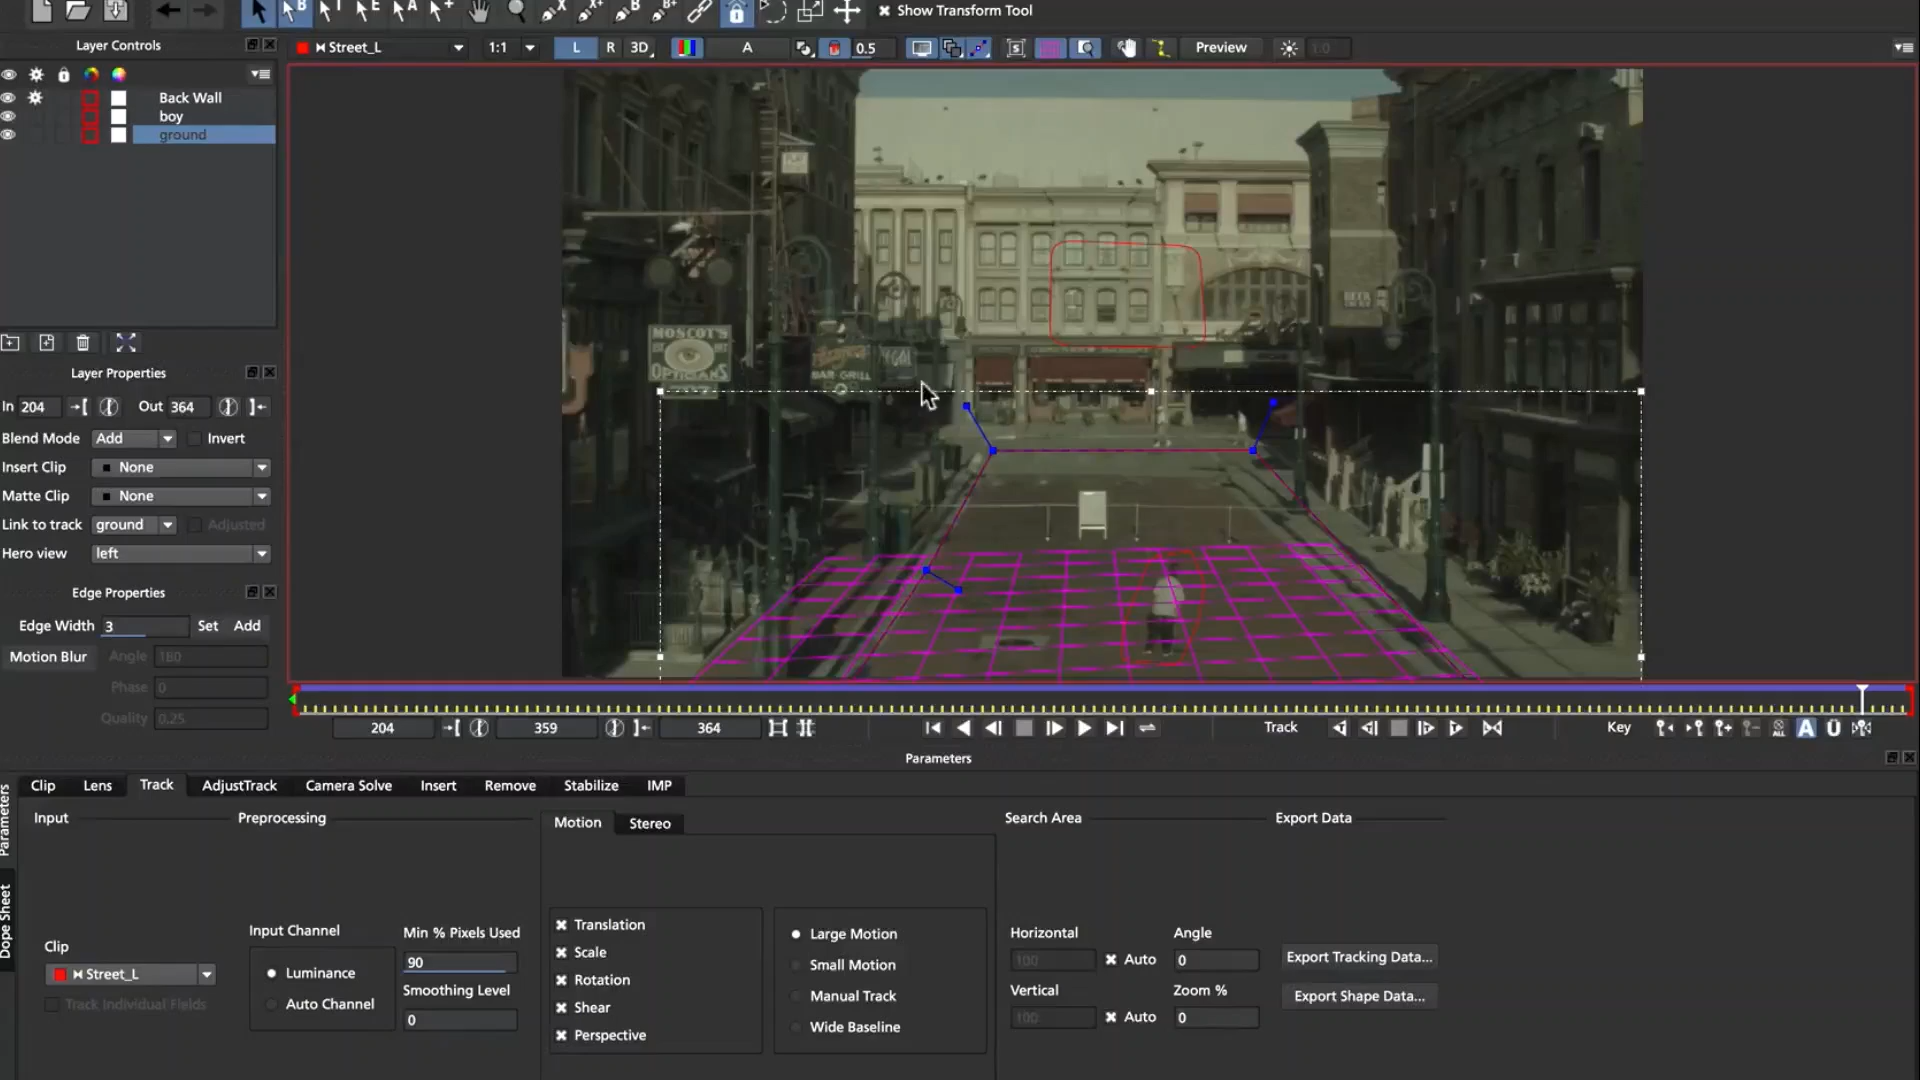 Show Transform Tool
Layer Controls
Street_L
1:1
L
R
3D
A
0.5
Preview
1.0
Back Wall
boy
ground
MOSCOT'S
OPTICIANS
BAR GRILL
Layer Properties
In 204
Out 364
Blend Mode Add
Invert
Insert Clip None
Matte Clip None
Link to track ground
Adjusted
Hero view left
Edge Properties
Edge Width 3
Set
Add
Motion Blur
Angle 180
Phase 0
Quality 0.25
204
359
364
Track
Key
ALL
A
Ü
Parameters
Parameters
Dope Sheet
Clip
Lens
Track
AdjustTrack
Camera Solve
Insert
Remove
Stabilize
IMP
Input
Preprocessing
Motion
Stereo
Search Area
Export Data
Clip
Street_L
Track Individual Fields
Input Channel
Luminance
Auto Channel
Min % Pixels Used
90
Smoothing Level
0
Translation
Scale
Rotation
Shear
Perspective
Large Motion
Small Motion
Manual Track
Wide Baseline
Horizontal
100
Auto
Vertical
100
Auto
Angle
0
Zoom %
0
Export Tracking Data...
Export Shape Data...